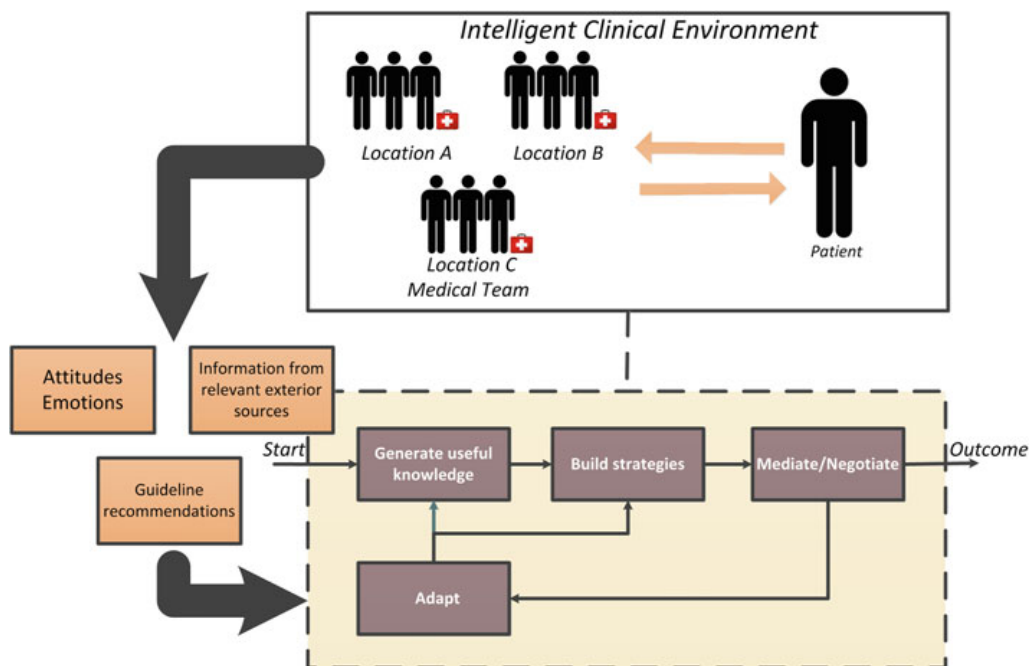 Intelligent Clinical Environment
Location A
Location B
Location C
Medical Team
Patient
Attitudes
Emotions
Information from
relevant exterior
sources
Guideline
recommendations
Start
Generate useful
knowledge
Build strategies
Mediate/Negotiate
Outcome
Adapt